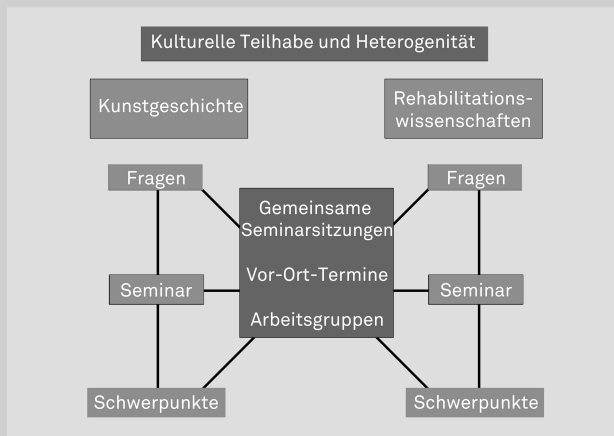 Kulturelle Teilhabe und Heterogenität
Kunstgeschichte
Rehabilitations-
wissenschaften
Fragen
Fragen
Gemeinsame
Seminarsitzungen
Vor-Ort-Termine
Seminar
Seminar
Arbeitsgruppen
Schwerpunkte
Schwerpunkte